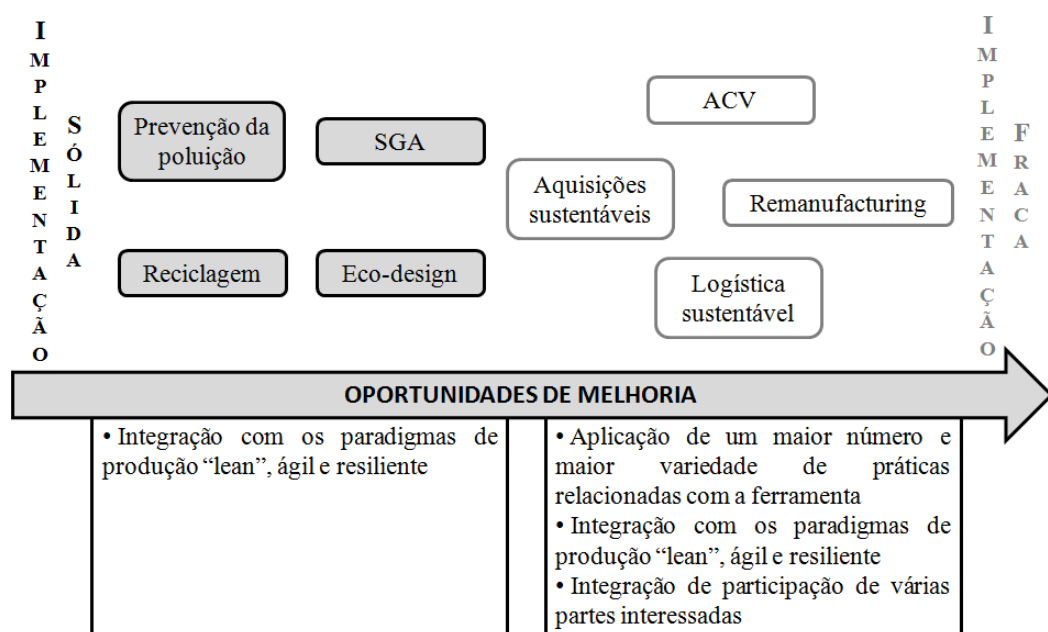 IMPLEMENTAÇÃO
SÓLIDA
Prevenção da
poluição
SGA
Reciclagem
Eco-design
ACV
Aquisições
sustentáveis
Remanufacturing
Logística
sustentável
IMPLEMENTAÇÃO
FRACA
OPORTUNIDADES DE MELHORIA
• Integração com os paradigmas de
produção “lean”, ágil e resiliente
• Aplicação de um maior número e
maior variedade de práticas
relacionadas com a ferramenta
• Integração com os paradigmas de
produção “lean”, ágil e resiliente
• Integração de participação de várias
partes interessadas